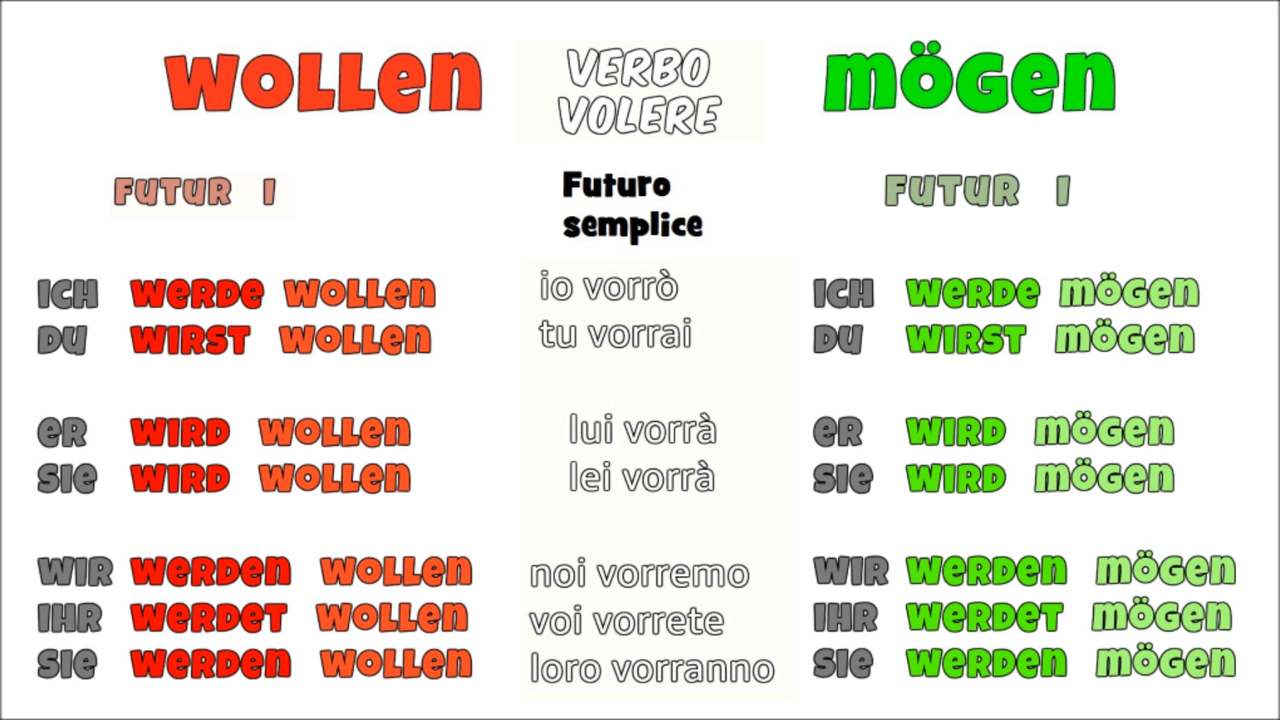 WOLLEN
VERBO
VOLERE
MÖGEN
FUTUR I
Futuro
semplice
FUTUR I
ICH WERDE WOLLEN
DU WIRST WOLLEN
ER WIRD WOLLEN
SIE WIRD WOLLEN
WIR WERDEN WOLLEN
IHR WERDET WOLLEN
SIE WERDEN WOLLEN
io vorrò
tu vorrai
lui vorrà
lei vorrà
noi vorremo
voi vorrete
loro vorranno
ICH WERDE MÖGEN
DU WIRST MÖGEN
ER WIRD MÖGEN
SIE WIRD MÖGEN
WIR WERDEN MÖGEN
IHR WERDET MÖGEN
SIE WERDEN MÖGEN